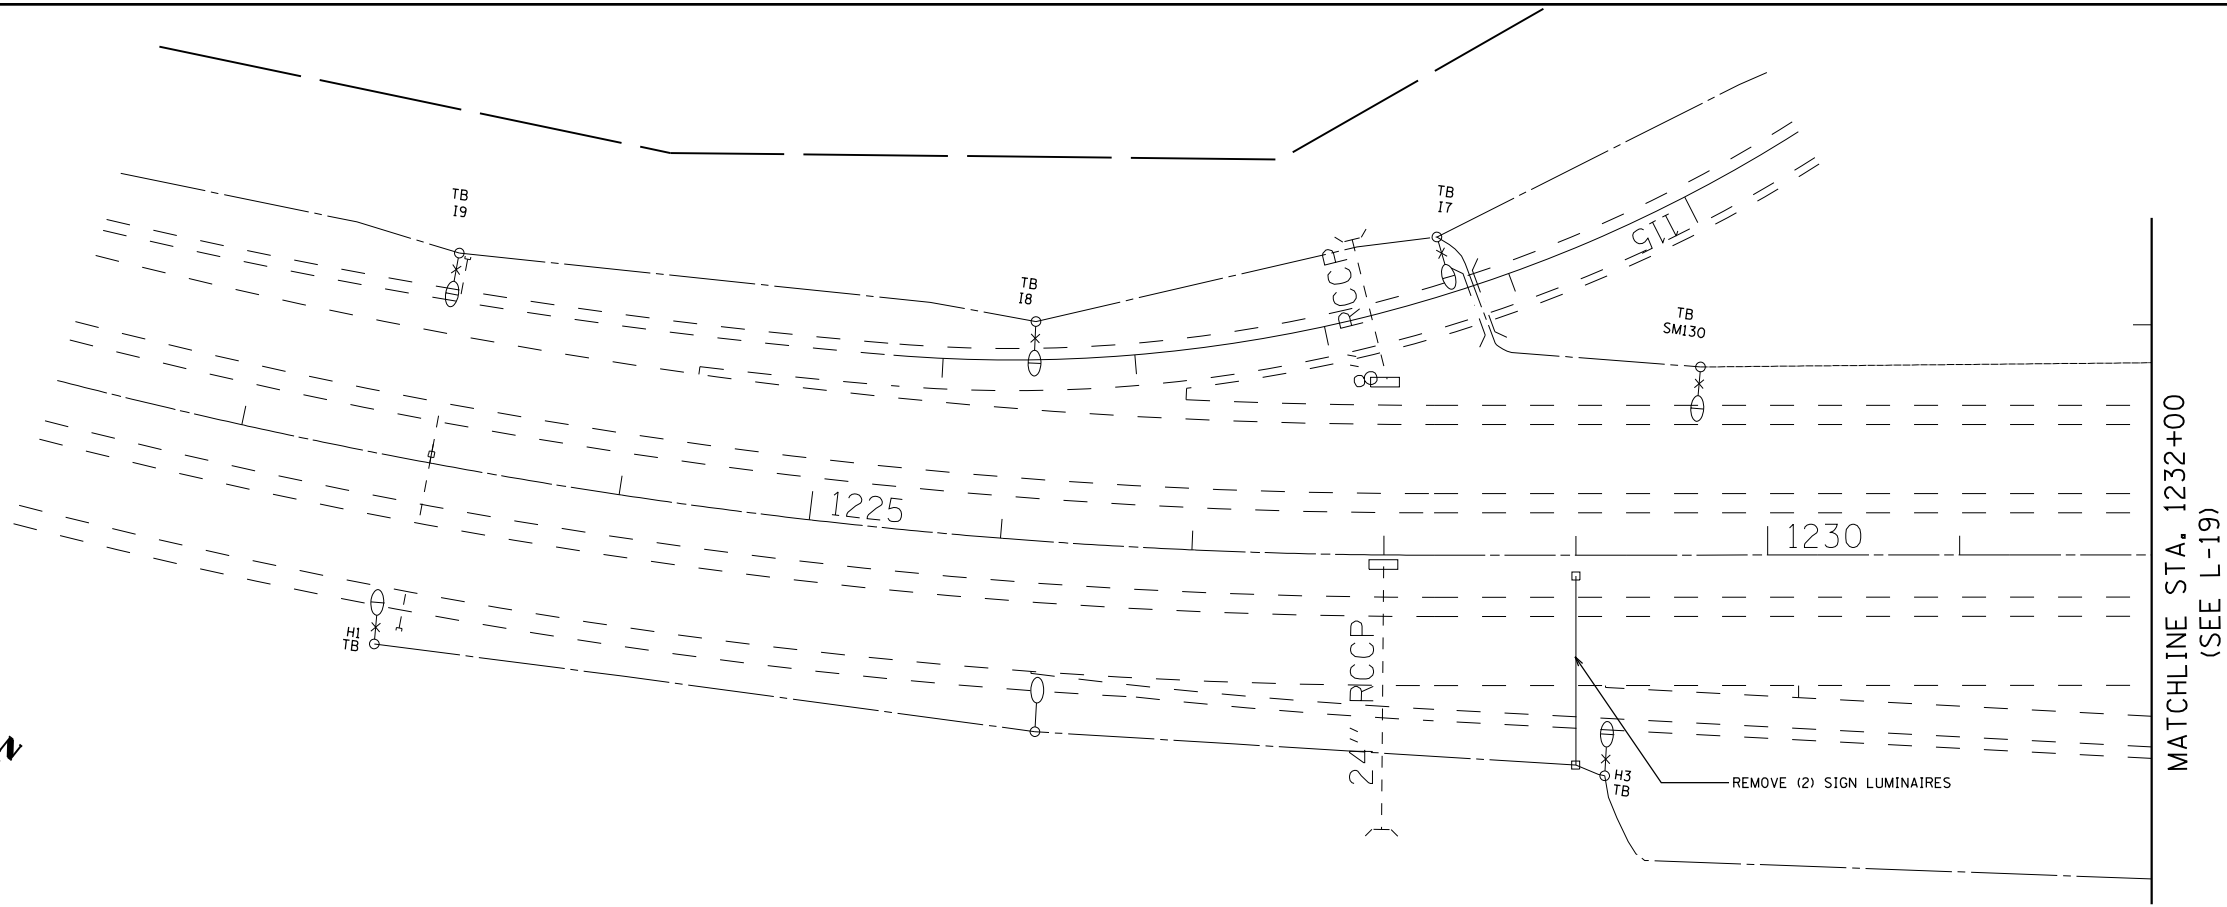 TB
I9
TB
I8
TB
I7
TB
SM130
8" RCCP
115
1225
1230
H1
TB
24" RCCP
H3
TB
REMOVE (2) SIGN LUMINAIRES
MATCHLINE STA. 1232+00
(SEE L-19)
N